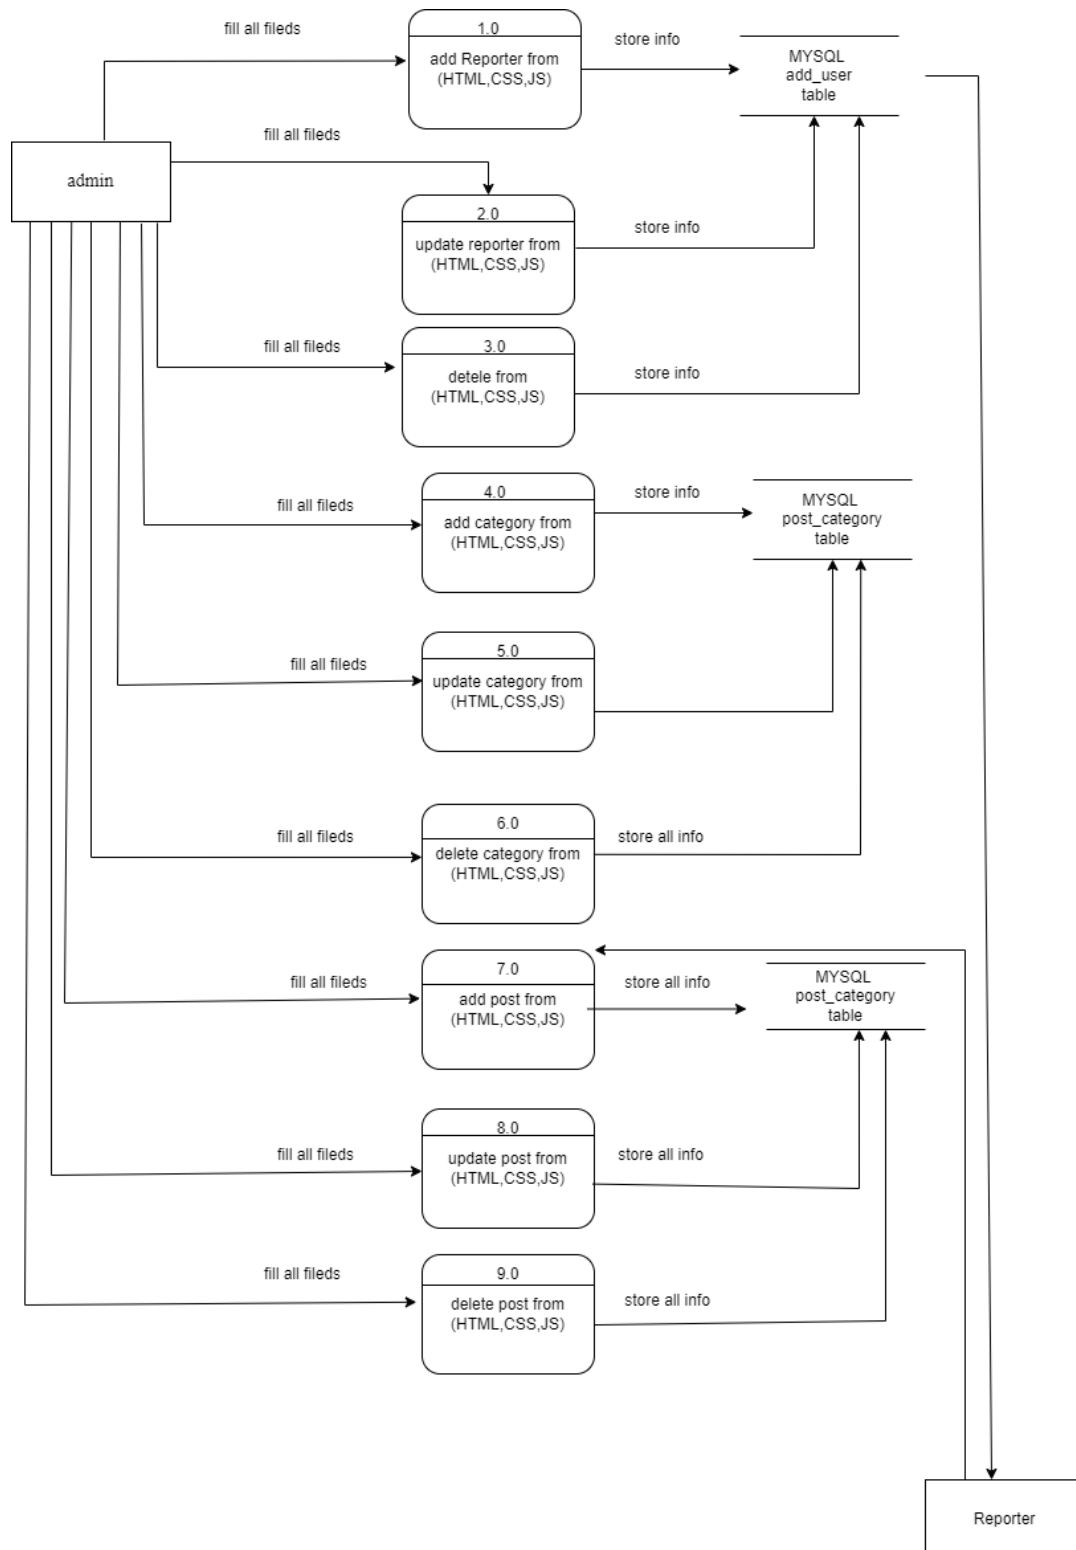 fill all fileds
1.0
add Reporter from
(HTML,CSS,JS)
store info
MYSQL
add_user
table
admin
fill all fileds
2.0
update reporter from
(HTML,CSS,JS)
store info
fill all fileds
3.0
detele from
(HTML,CSS,JS)
store info
fill all fileds
4.0
add category from
(HTML,CSS,JS)
store info
MYSQL
post_category
table
fill all fileds
5.0
update category from
(HTML,CSS,JS)
fill all fileds
6.0
delete category from
(HTML,CSS,JS)
store all info
fill all fileds
7.0
add post from
(HTML,CSS,JS)
store all info
MYSQL
post_category
table
fill all fileds
8.0
update post from
(HTML,CSS,JS)
store all info
fill all fileds
9.0
delete post from
(HTML,CSS,JS)
store all info
Reporter